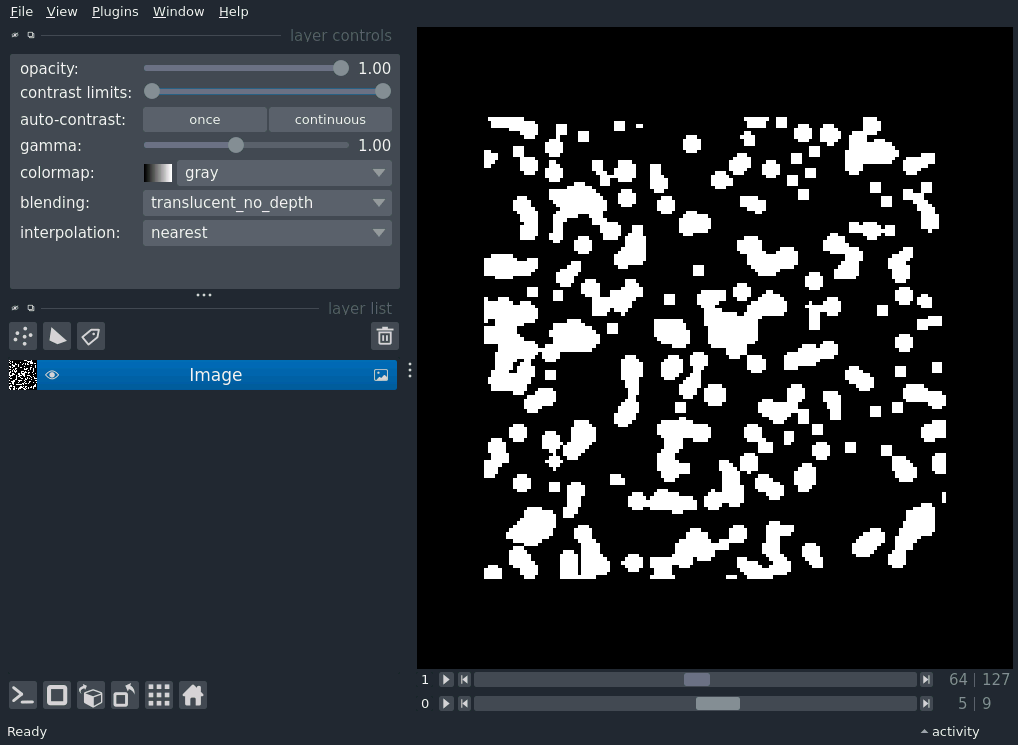 File View Plugins Window Help
layer controls
opacity: 1.00
contrast limits:
auto-contrast: once continuous
gamma: 1.00
colormap: gray
blending: translucent_no_depth
interpolation: nearest
layer list
Image
1 64 | 127
0 5 | 9
Ready activity